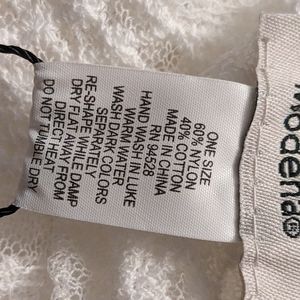 ONE SIZE
60% NYLON
40% COTTON
MADE IN CHINA
RN 94528
HAND WASH IN LUKE
WARM WATER
WASH DARK COLORS
SEPARATELY
RE-SHAPE WHILE DAMP
DRY FLAT AWAY FROM
DIRECT HEAT
DO NOT TUMBLE DRY
modena